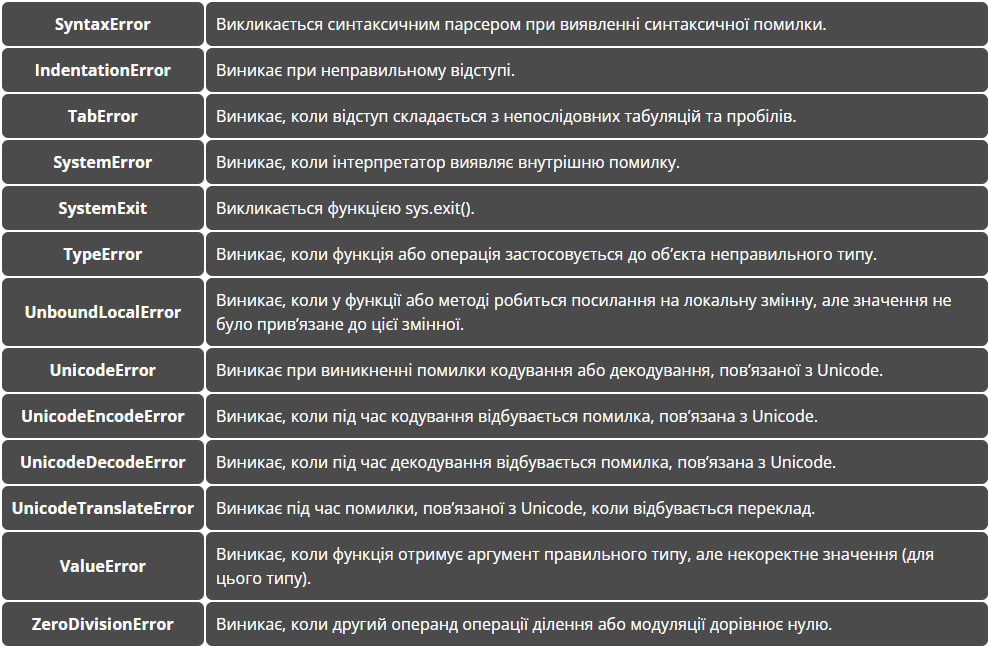 SyntaxError Викликається синтаксичним парсером при виявленні синтаксичної помилки.
IndentationError Виникає при неправильному відступі.
TabError Виникає, коли відступ складається з непослідовних табуляцій та пробілів.
SystemError Виникає, коли інтерпретатор виявляє внутрішню помилку.
SystemExit Викликається функцією sys.exit().
TypeError Виникає, коли функція або операція застосовується до об’єкта неправильного типу.
UnboundLocalError Виникає, коли у функції або методі робиться посилання на локальну змінну, але значення не
було прив’язане до цієї змінної.
UnicodeError Виникає при виникненні помилки кодування або декодування, пов’язаної з Unicode.
UnicodeEncodeError Виникає, коли під час кодування відбувається помилка, пов’язана з Unicode.
UnicodeDecodeError Виникає, коли під час декодування відбувається помилка, пов’язана з Unicode.
UnicodeTranslateError Виникає під час помилки, пов’язаної з Unicode, коли відбувається переклад.
ValueError Виникає, коли функція отримує аргумент правильного типу, але некоректне значення (для
цього типу).
ZeroDivisionError Виникає, коли другий операнд операції ділення або модуляції дорівнює нулю.